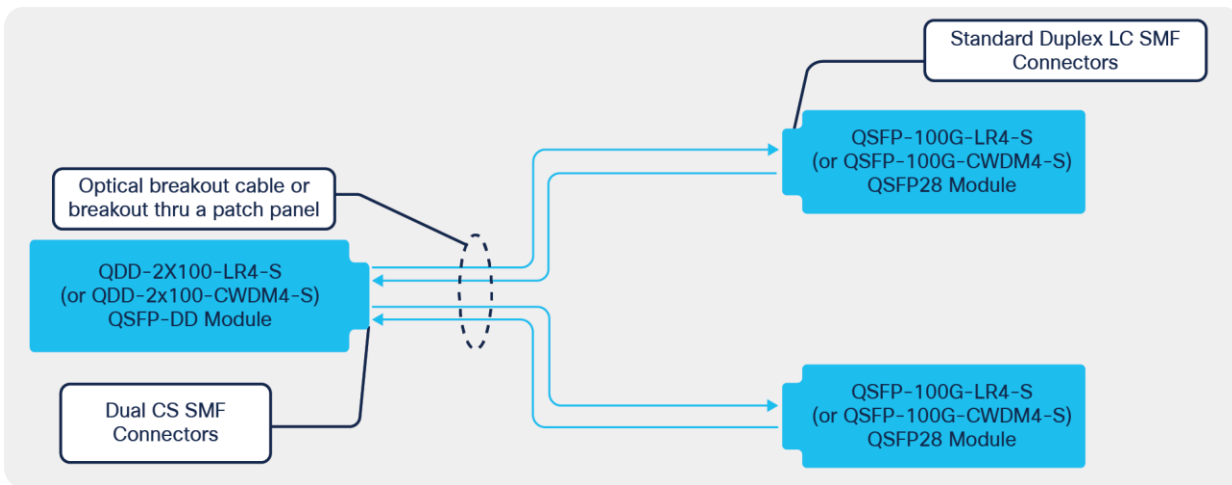 Standard Duplex LC SMF
Connectors
QSFP-100G-LR4-S
(or QSFP-100G-CWDM4-S)
QSFP28 Module
Optical breakout cable or
breakout thru a patch panel
QDD-2X100-LR4-S
(or QDD-2x100-CWDM4-S)
QSFP-DD Module
Dual CS SMF
Connectors
QSFP-100G-LR4-S
(or QSFP-100G-CWDM4-S)
QSFP28 Module